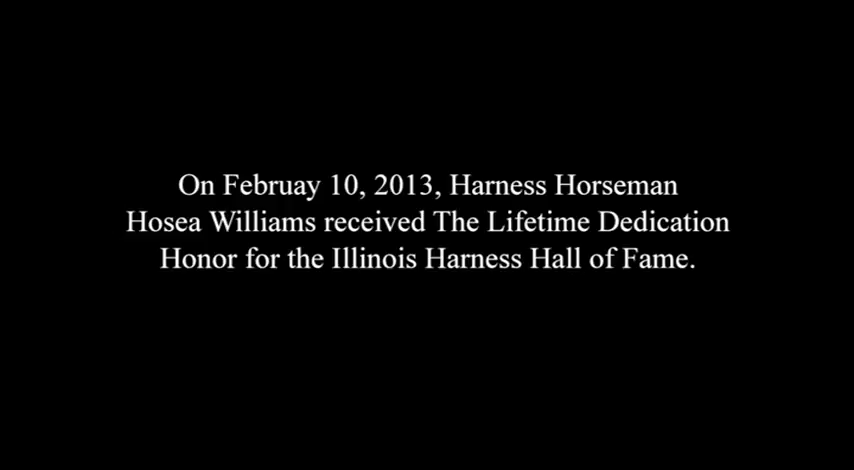 On Februay 10, 2013, Harness Horseman
Hosea Williams received The Lifetime Dedication
Honor for the Illinois Harness Hall of Fame.